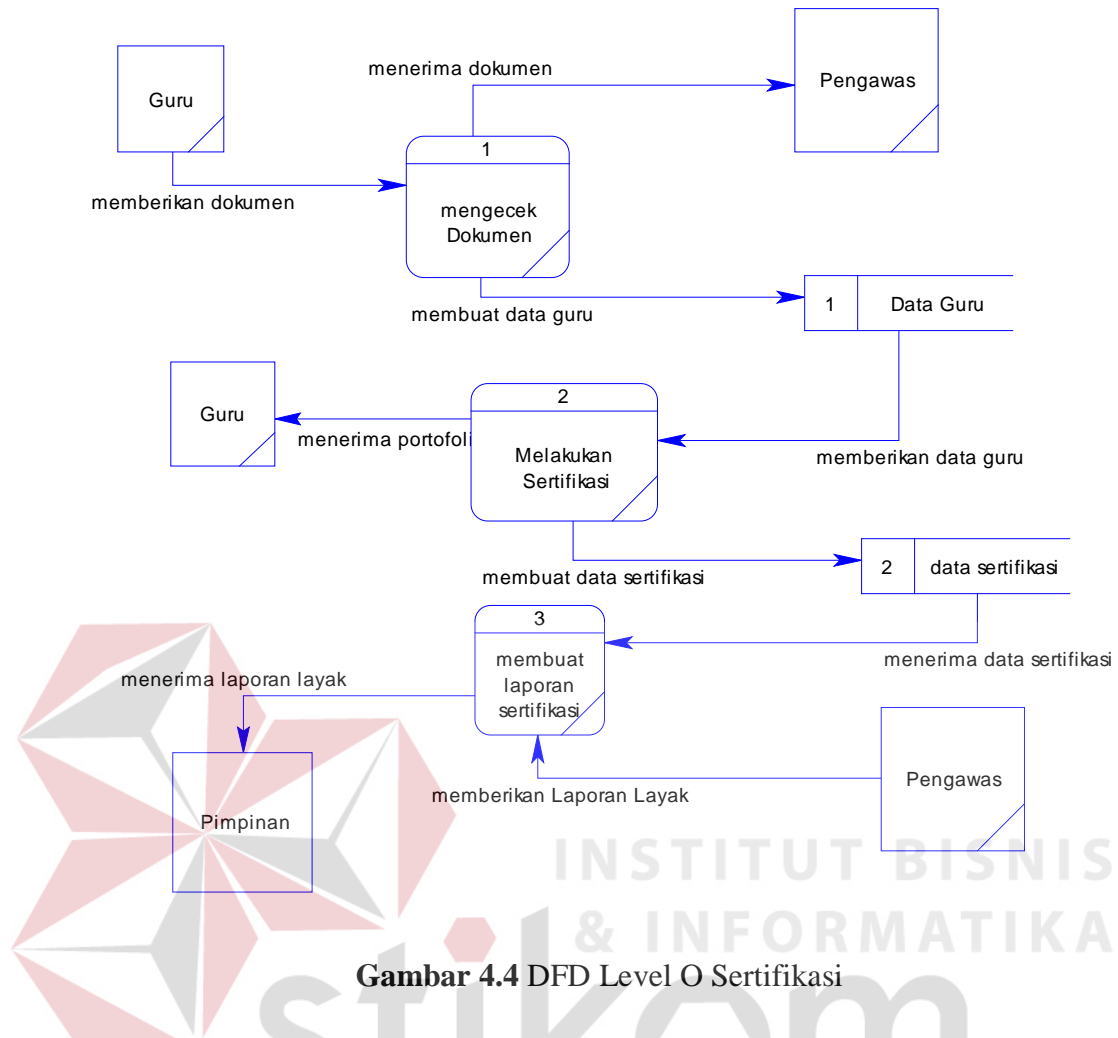 menerima dokumen
Guru
Pengawas
1
memberikan dokumen
mengecek
Dokumen
membuat data guru
1
Data Guru
Guru
2
menerima portofoli
memberikan data guru
Melakukan
Sertifikasi
membuat data sertifikasi
2
data sertifikasi
3
menerima laporan layak
membuat
laporan
sertifikasi
menerima data sertifikasi
memberikan Laporan Layak
Pengawas
Pimpinan
INSTITUT BISNIS
& INFORMATIKA
stikom
Gambar 4.4 DFD Level O Sertifikasi